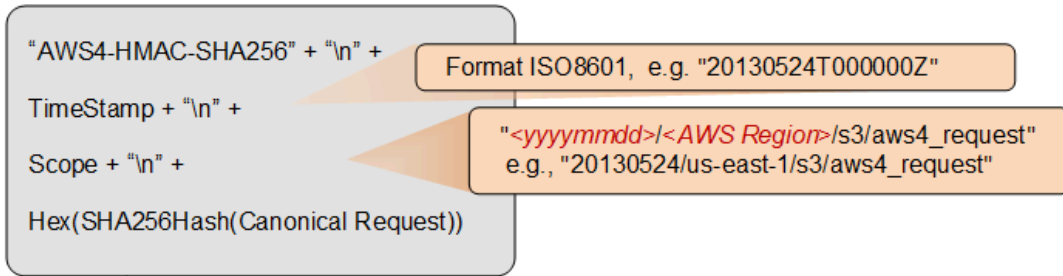 “AWS4-HMAC-SHA256” + “\n” +
Format ISO8601, e.g. "20130524T000000Z"
TimeStamp + “\n” +
"<yyyymmdd>/<AWS Region>/s3/aws4_request"
e.g., "20130524/us-east-1/s3/aws4_request"
Scope + “\n” +
Hex(SHA256Hash(Canonical Request))